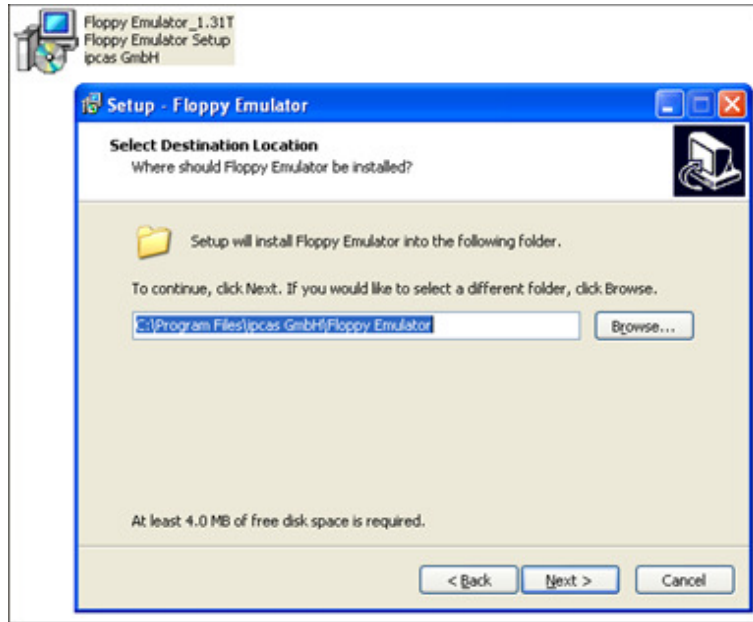 Floppy Emulator_1.31T
Floppy Emulator Setup
ipcas GmbH
Setup - Floppy Emulator
Select Destination Location
Where should Floppy Emulator be installed?
Setup will install Floppy Emulator into the following folder.
To continue, click Next. If you would like to select a different folder, click Browse.
C:\Program Files\ipcas GmbH\Floppy Emulator
Browse...
At least 4.0 MB of free disk space is required.
< Back
Next >
Cancel